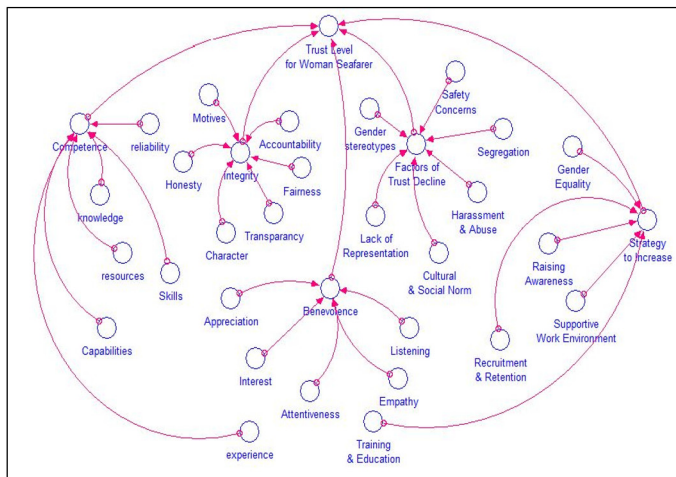 Trust Level
for Woman Seafarer
Motives
Safety
Concerns
Competence
reliability
Accountability
Gender
stereotypes
Segregation
Honesty
Integrity
Fairness
Factors of
Trust Decline
Gender
Equality
knowledge
Transparancy
Harassment
& Abuse
Character
Lack of
Representation
Strategy
to Increase
resources
Skills
Cultural
& Social Norm
Raising
Awareness
Appreciation
Benevolence
Supportive
Work Environment
Capabilities
Listening
Interest
Recruitment
& Retention
Attentiveness
Empathy
experience
Training
& Education